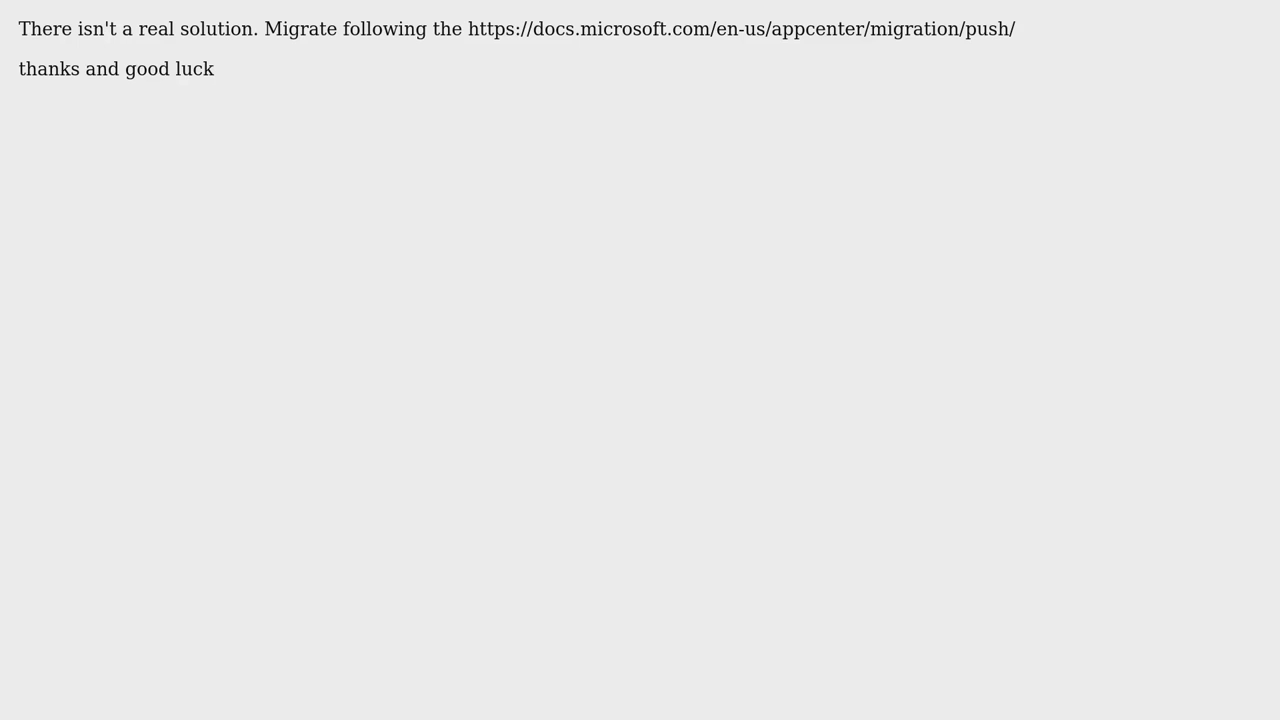 There isn't a real solution. Migrate following the https://docs.microsoft.com/en-us/appcenter/migration/push/
thanks and good luck